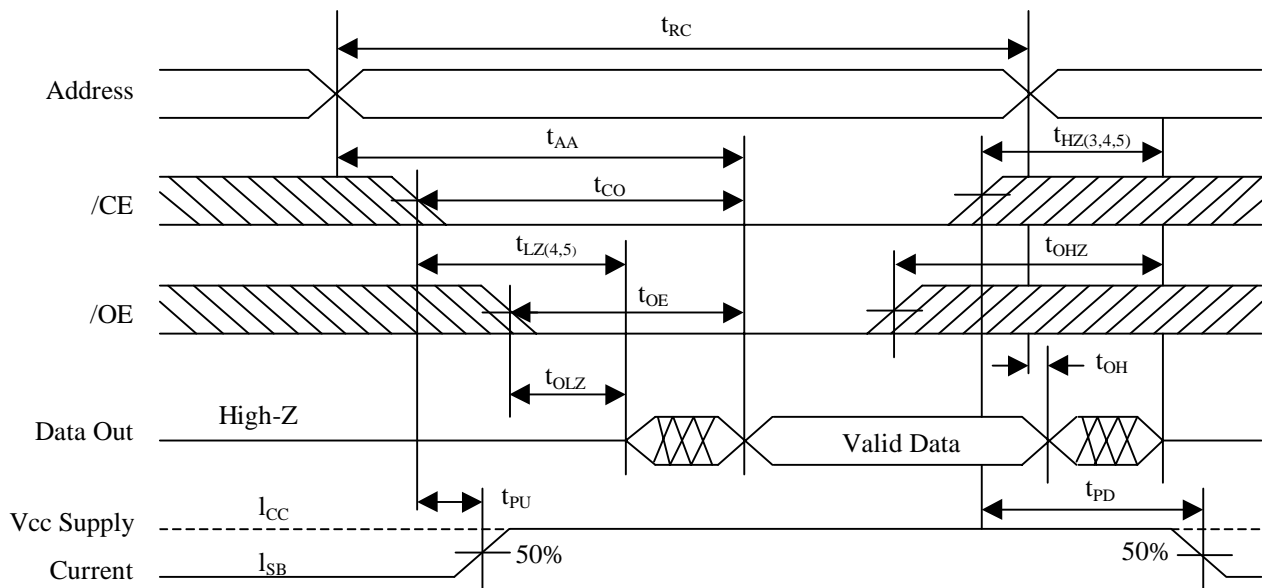 tRC
Address
tAA
tHZ(3,4,5)
/CE
tCO
tLZ(4,5)
tOHZ
/OE
tOE
tOLZ
tOH
High-Z
Data Out
Valid Data
tPU
tPD
Vcc Supply
lCC
50%
50%
Current
lSB